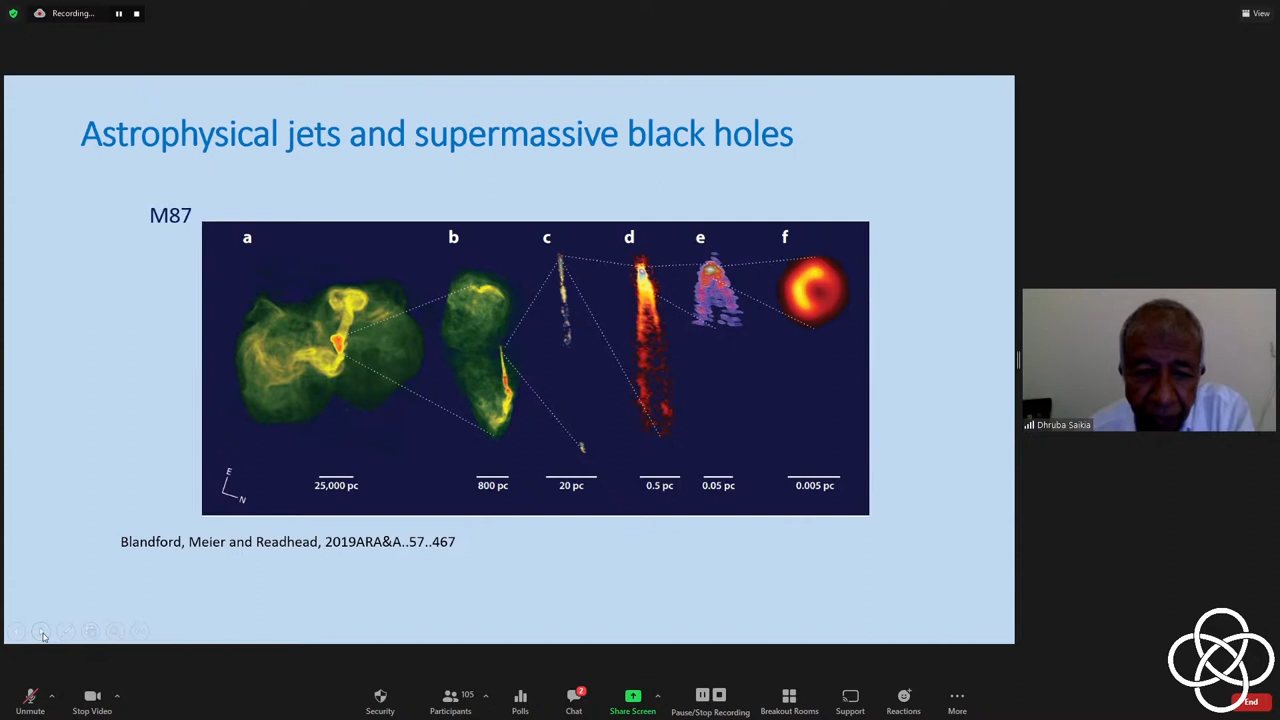 Recording...
View
Astrophysical jets and supermassive black holes
M87
a b c d e f
E
N
25,000 pc 800 pc 20 pc 0.5 pc 0.05 pc 0.005 pc
Blandford, Meier and Readhead, 2019ARA&A..57..467
Dhruba Saikia
105
2
Unmute Stop Video Security Participants Polls Chat Share Screen Pause/Stop Recording Breakout Rooms Support Reactions More End